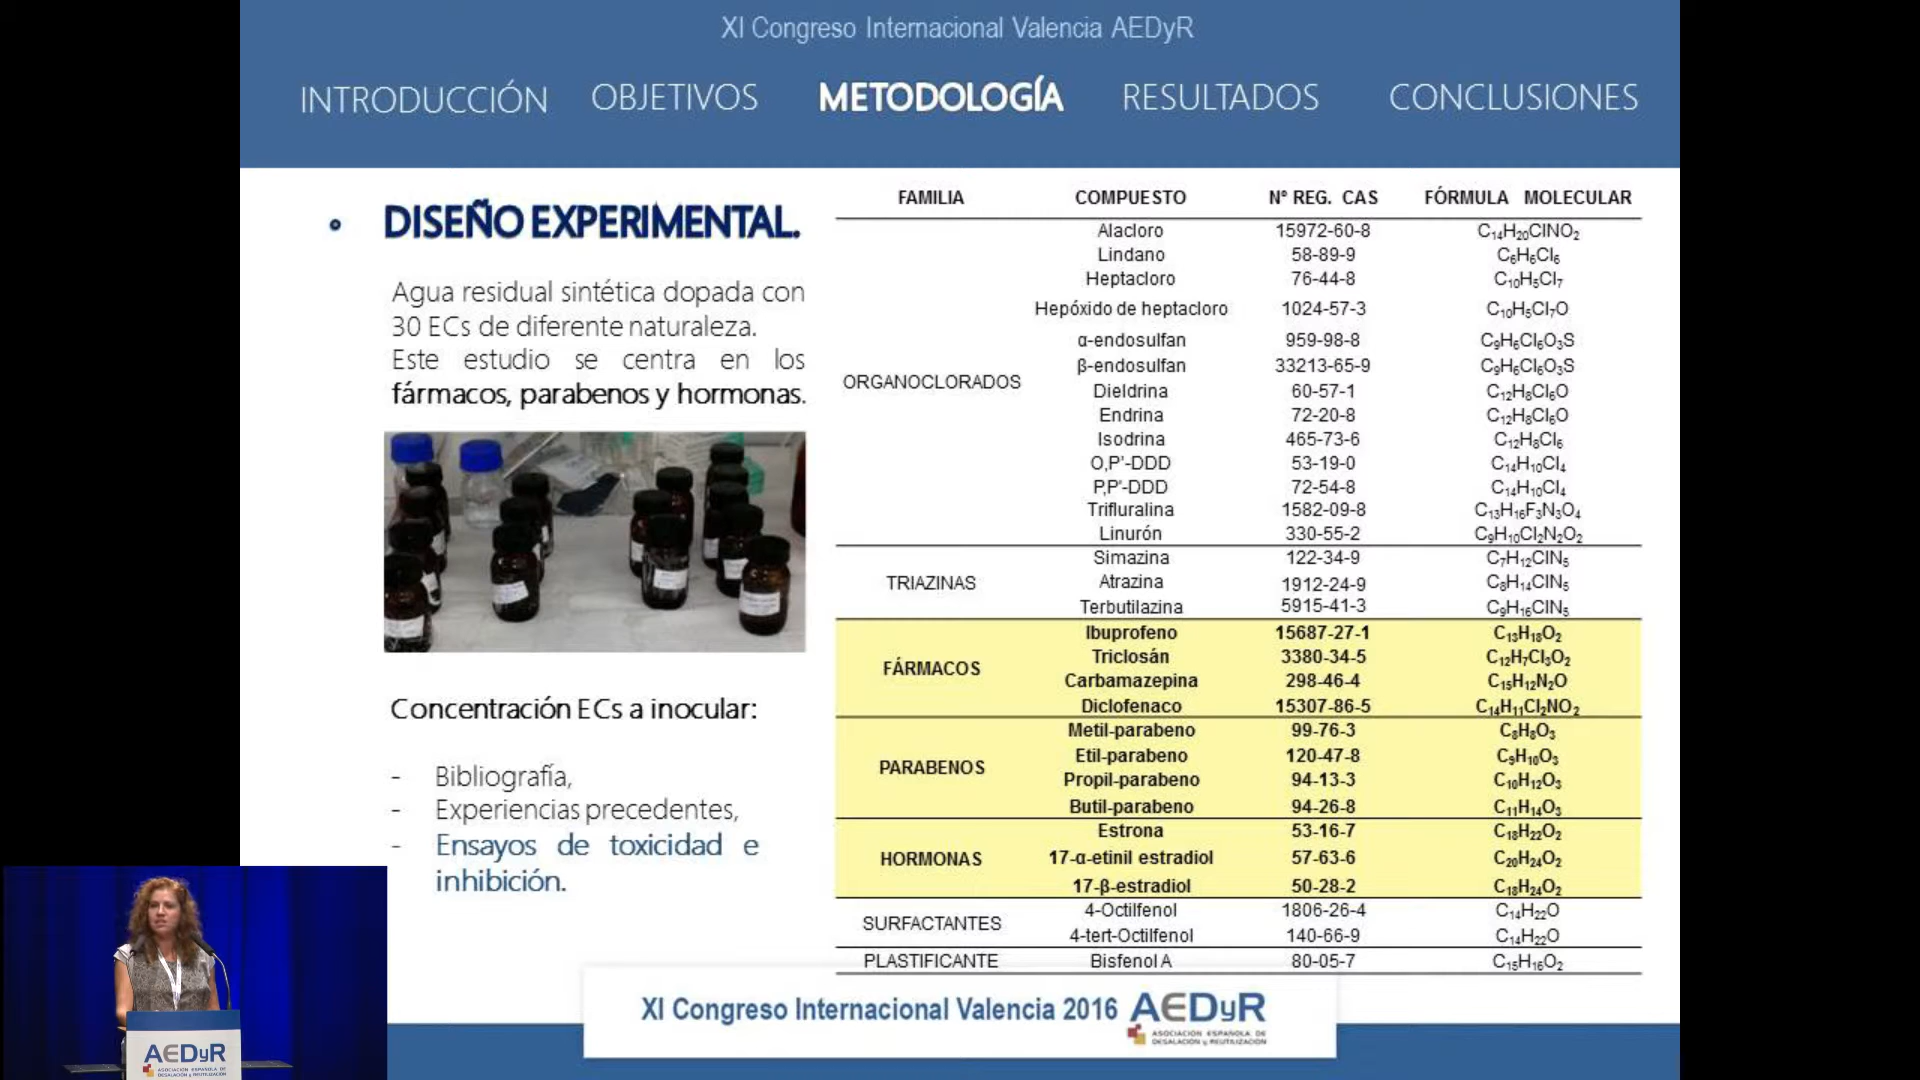 XI Congreso Internacional Valencia AEDyR
INTRODUCCIÓN OBJETIVOS METODOLOGÍA RESULTADOS CONCLUSIONES
• DISEÑO EXPERIMENTAL.
Agua residual sintética dopada con
30 ECs de diferente naturaleza.
Este estudio se centra en los
fármacos, parabenos y hormonas.
Concentración ECs a inocular:
- Bibliografía,
- Experiencias precedentes,
- Ensayos de toxicidad e
inhibición.
FAMILIA COMPUESTO Nº REG. CAS FÓRMULA MOLECULAR
ORGANOCLORADOS
Alacloro 15972-60-8 C₁₄H₂₀ClNO₂
Lindano 58-89-9 C₆H₆Cl₆
Heptacloro 76-44-8 C₁₀H₅Cl₇
Hepóxido de heptacloro 1024-57-3 C₁₀H₅Cl₇O
α-endosulfan 959-98-8 C₉H₆Cl₆O₃S
β-endosulfan 33213-65-9 C₉H₆Cl₆O₃S
Dieldrina 60-57-1 C₁₂H₈Cl₆O
Endrina 72-20-8 C₁₂H₈Cl₆O
Isodrina 465-73-6 C₁₂H₈Cl₆
O,P'-DDD 53-19-0 C₁₄H₁₀Cl₄
P,P'-DDD 72-54-8 C₁₄H₁₀Cl₄
Trifluralina 1582-09-8 C₁₃H₁₆F₃N₃O₄
Linurón 330-55-2 C₉H₁₀Cl₂N₂O₂
TRIAZINAS
Simazina 122-34-9 C₇H₁₂ClN₅
Atrazina 1912-24-9 C₈H₁₄ClN₅
Terbutilazina 5915-41-3 C₉H₁₆ClN₅
FÁRMACOS
Ibuprofeno 15687-27-1 C₁₃H₁₈O₂
Triclosán 3380-34-5 C₁₂H₇Cl₃O₂
Carbamazepina 298-46-4 C₁₅H₁₂N₂O
Diclofenaco 15307-86-5 C₁₄H₁₁Cl₂NO₂
PARABENOS
Metil-parabeno 99-76-3 C₈H₈O₃
Etil-parabeno 120-47-8 C₉H₁₀O₃
Propil-parabeno 94-13-3 C₁₀H₁₂O₃
Butil-parabeno 94-26-8 C₁₁H₁₄O₃
HORMONAS
Estrona 53-16-7 C₁₈H₂₂O₂
17-α-etinil estradiol 57-63-6 C₂₀H₂₄O₂
17-β-estradiol 50-28-2 C₁₈H₂₄O₂
SURFACTANTES
4-Octilfenol 1806-26-4 C₁₄H₂₂O
4-tert-Octilfenol 140-66-9 C₁₄H₂₂O
PLASTIFICANTE Bisfenol A 80-05-7 C₁₅H₁₆O₂
XI Congreso Internacional Valencia 2016 AEDyR
ASOCIACIÓN ESPAÑOLA DE
DESALACIÓN y REUTILIZACIÓN
AEDyR
ASOCIACIÓN ESPAÑOLA DE
DESALACIÓN y REUTILIZACIÓN